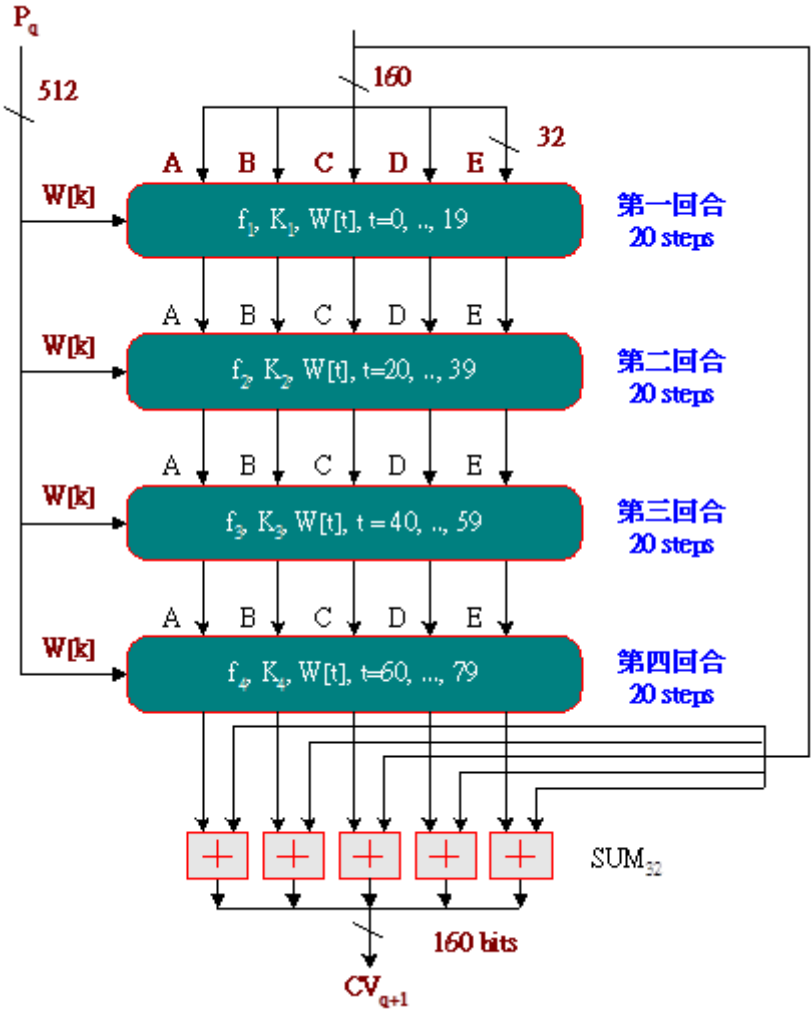 P_q
160
512
32
A B C D E
W[k]
f₁, K₁, W[t], t=0, .., 19
第一回合
20 steps
A B C D E
W[k]
f₂, K₂, W[t], t=20, .., 39
第二回合
20 steps
A B C D E
W[k]
f₃, K₃, W[t], t = 40, .., 59
第三回合
20 steps
A B C D E
W[k]
f₄, K₄, W[t], t=60, ..., 79
第四回合
20 steps
+ + + + +
SUM₃₂
160 bits
CV_q+1